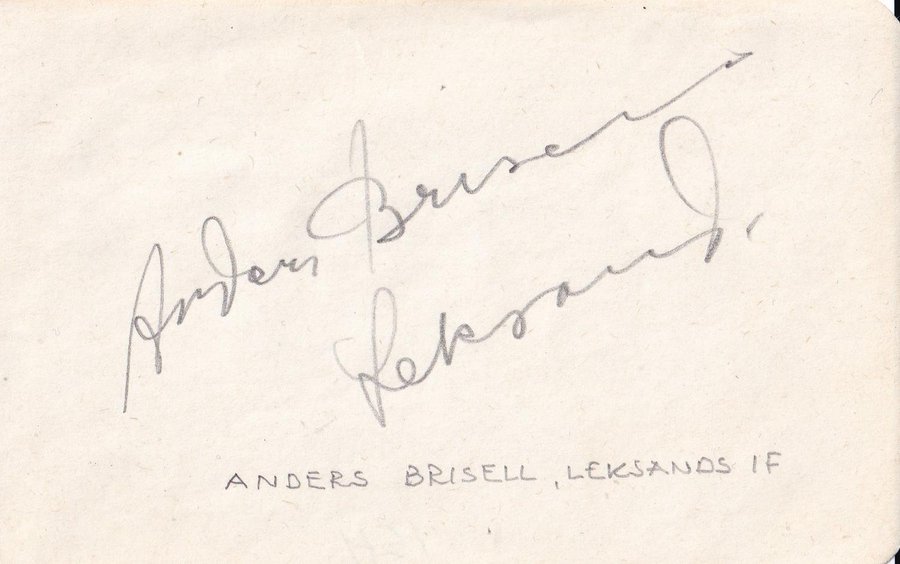 Anders Brisell
Leksand.
ANDERS BRISELL, LEKSANDS IF